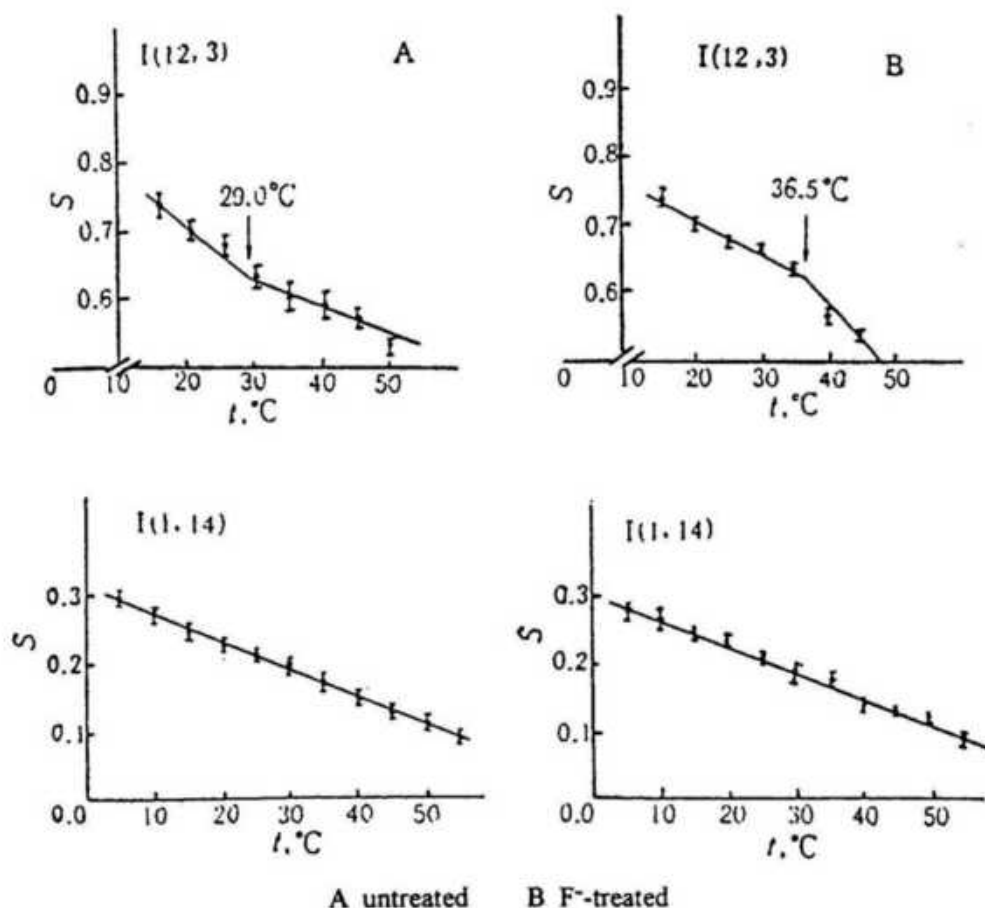 I(12,3) A
S
0.9
0.8
0.7
0.6
29.0°C
0 10 20 30 40 50
t,°C
I(12,3) B
S
0.9
0.8
0.7
0.6
36.5°C
0 10 20 30 40 50
t,°C
I(1,14)
S
0.3
0.2
0.1
0.0 10 20 30 40 50
t,°C
I(1,14)
S
0.3
0.2
0.1
0.0 10 20 30 40 50
t,°C
A untreated B F⁻-treated